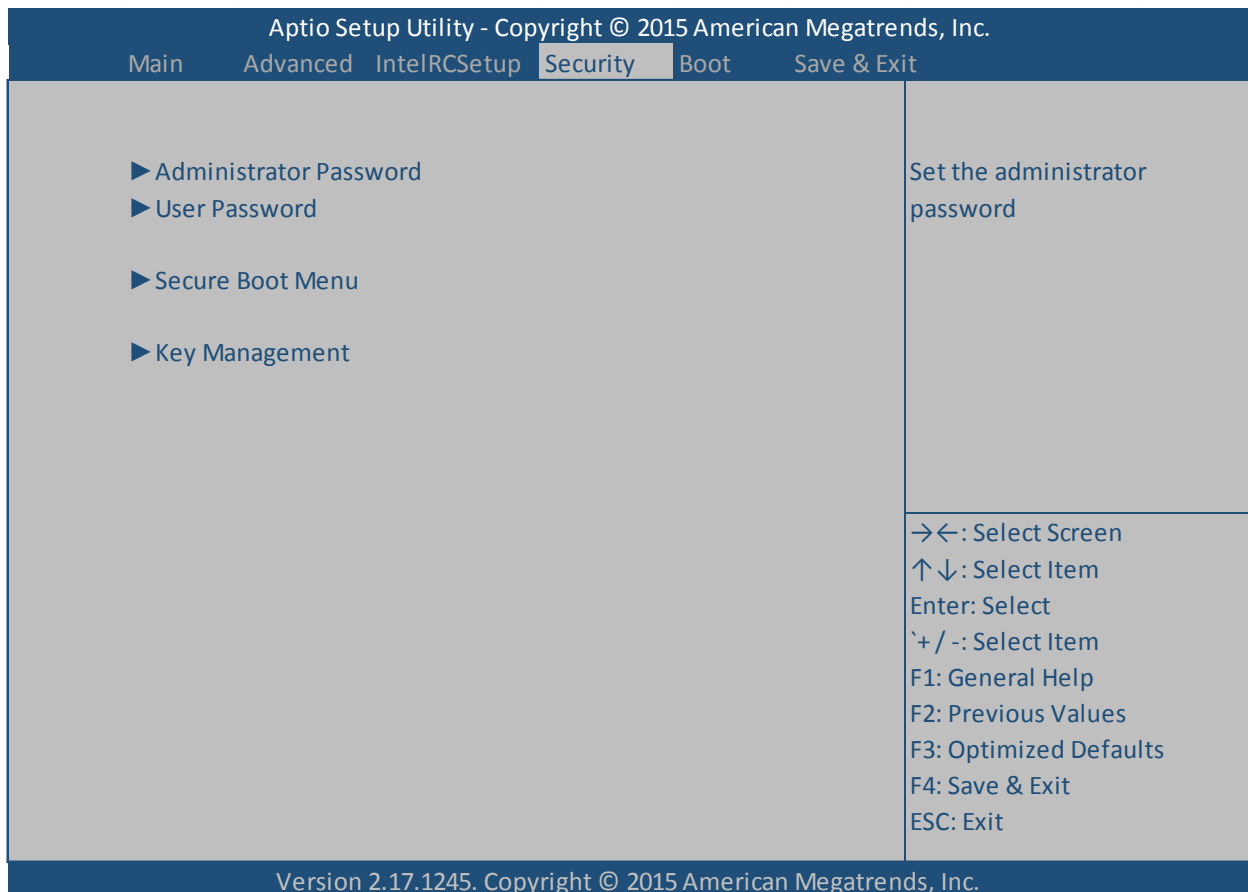 Aptio Setup Utility - Copyright © 2015 American Megatrends, Inc.
Main Advanced IntelRCSetup Security Boot Save & Exit
►Administrator Password
►User Password
►Secure Boot Menu
►Key Management
Set the administrator
password
→←: Select Screen
↑↓: Select Item
Enter: Select
`+ / -: Select Item
F1: General Help
F2: Previous Values
F3: Optimized Defaults
F4: Save & Exit
ESC: Exit
Version 2.17.1245. Copyright © 2015 American Megatrends, Inc.